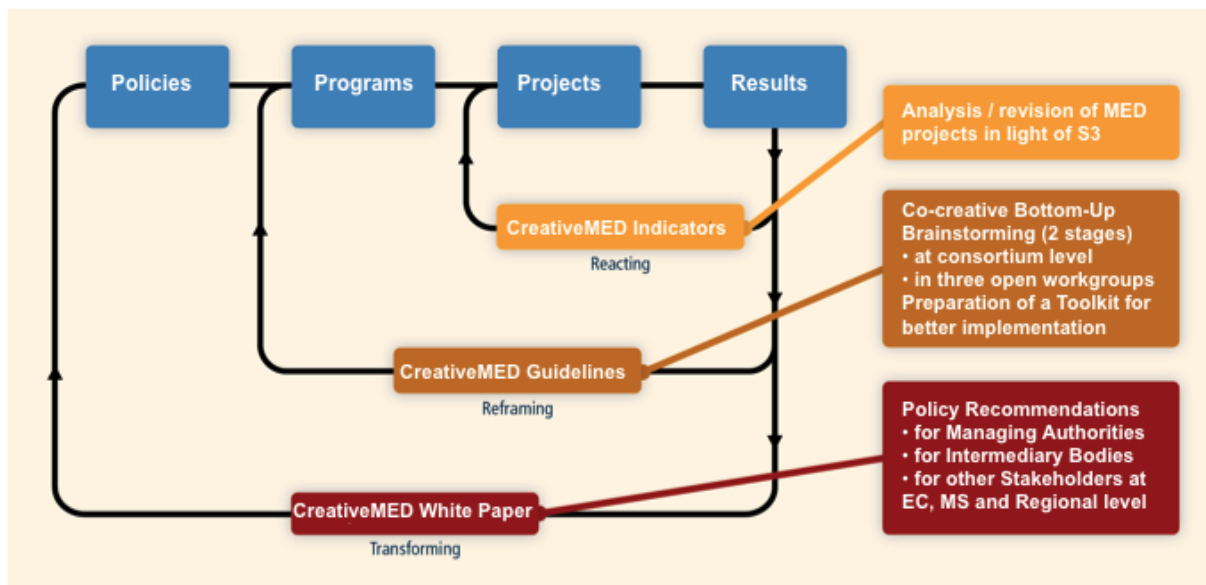 Policies
Programs
Projects
Results
Analysis / revision of MED
projects in light of S3
CreativeMED Indicators
Reacting
Co-creative Bottom-Up
Brainstorming (2 stages)
• at consortium level
• in three open workgroups
Preparation of a Toolkit for
better implementation
CreativeMED Guidelines
Reframing
Policy Recommendations
• for Managing Authorities
• for Intermediary Bodies
• for other Stakeholders at
EC, MS and Regional level
CreativeMED White Paper
Transforming